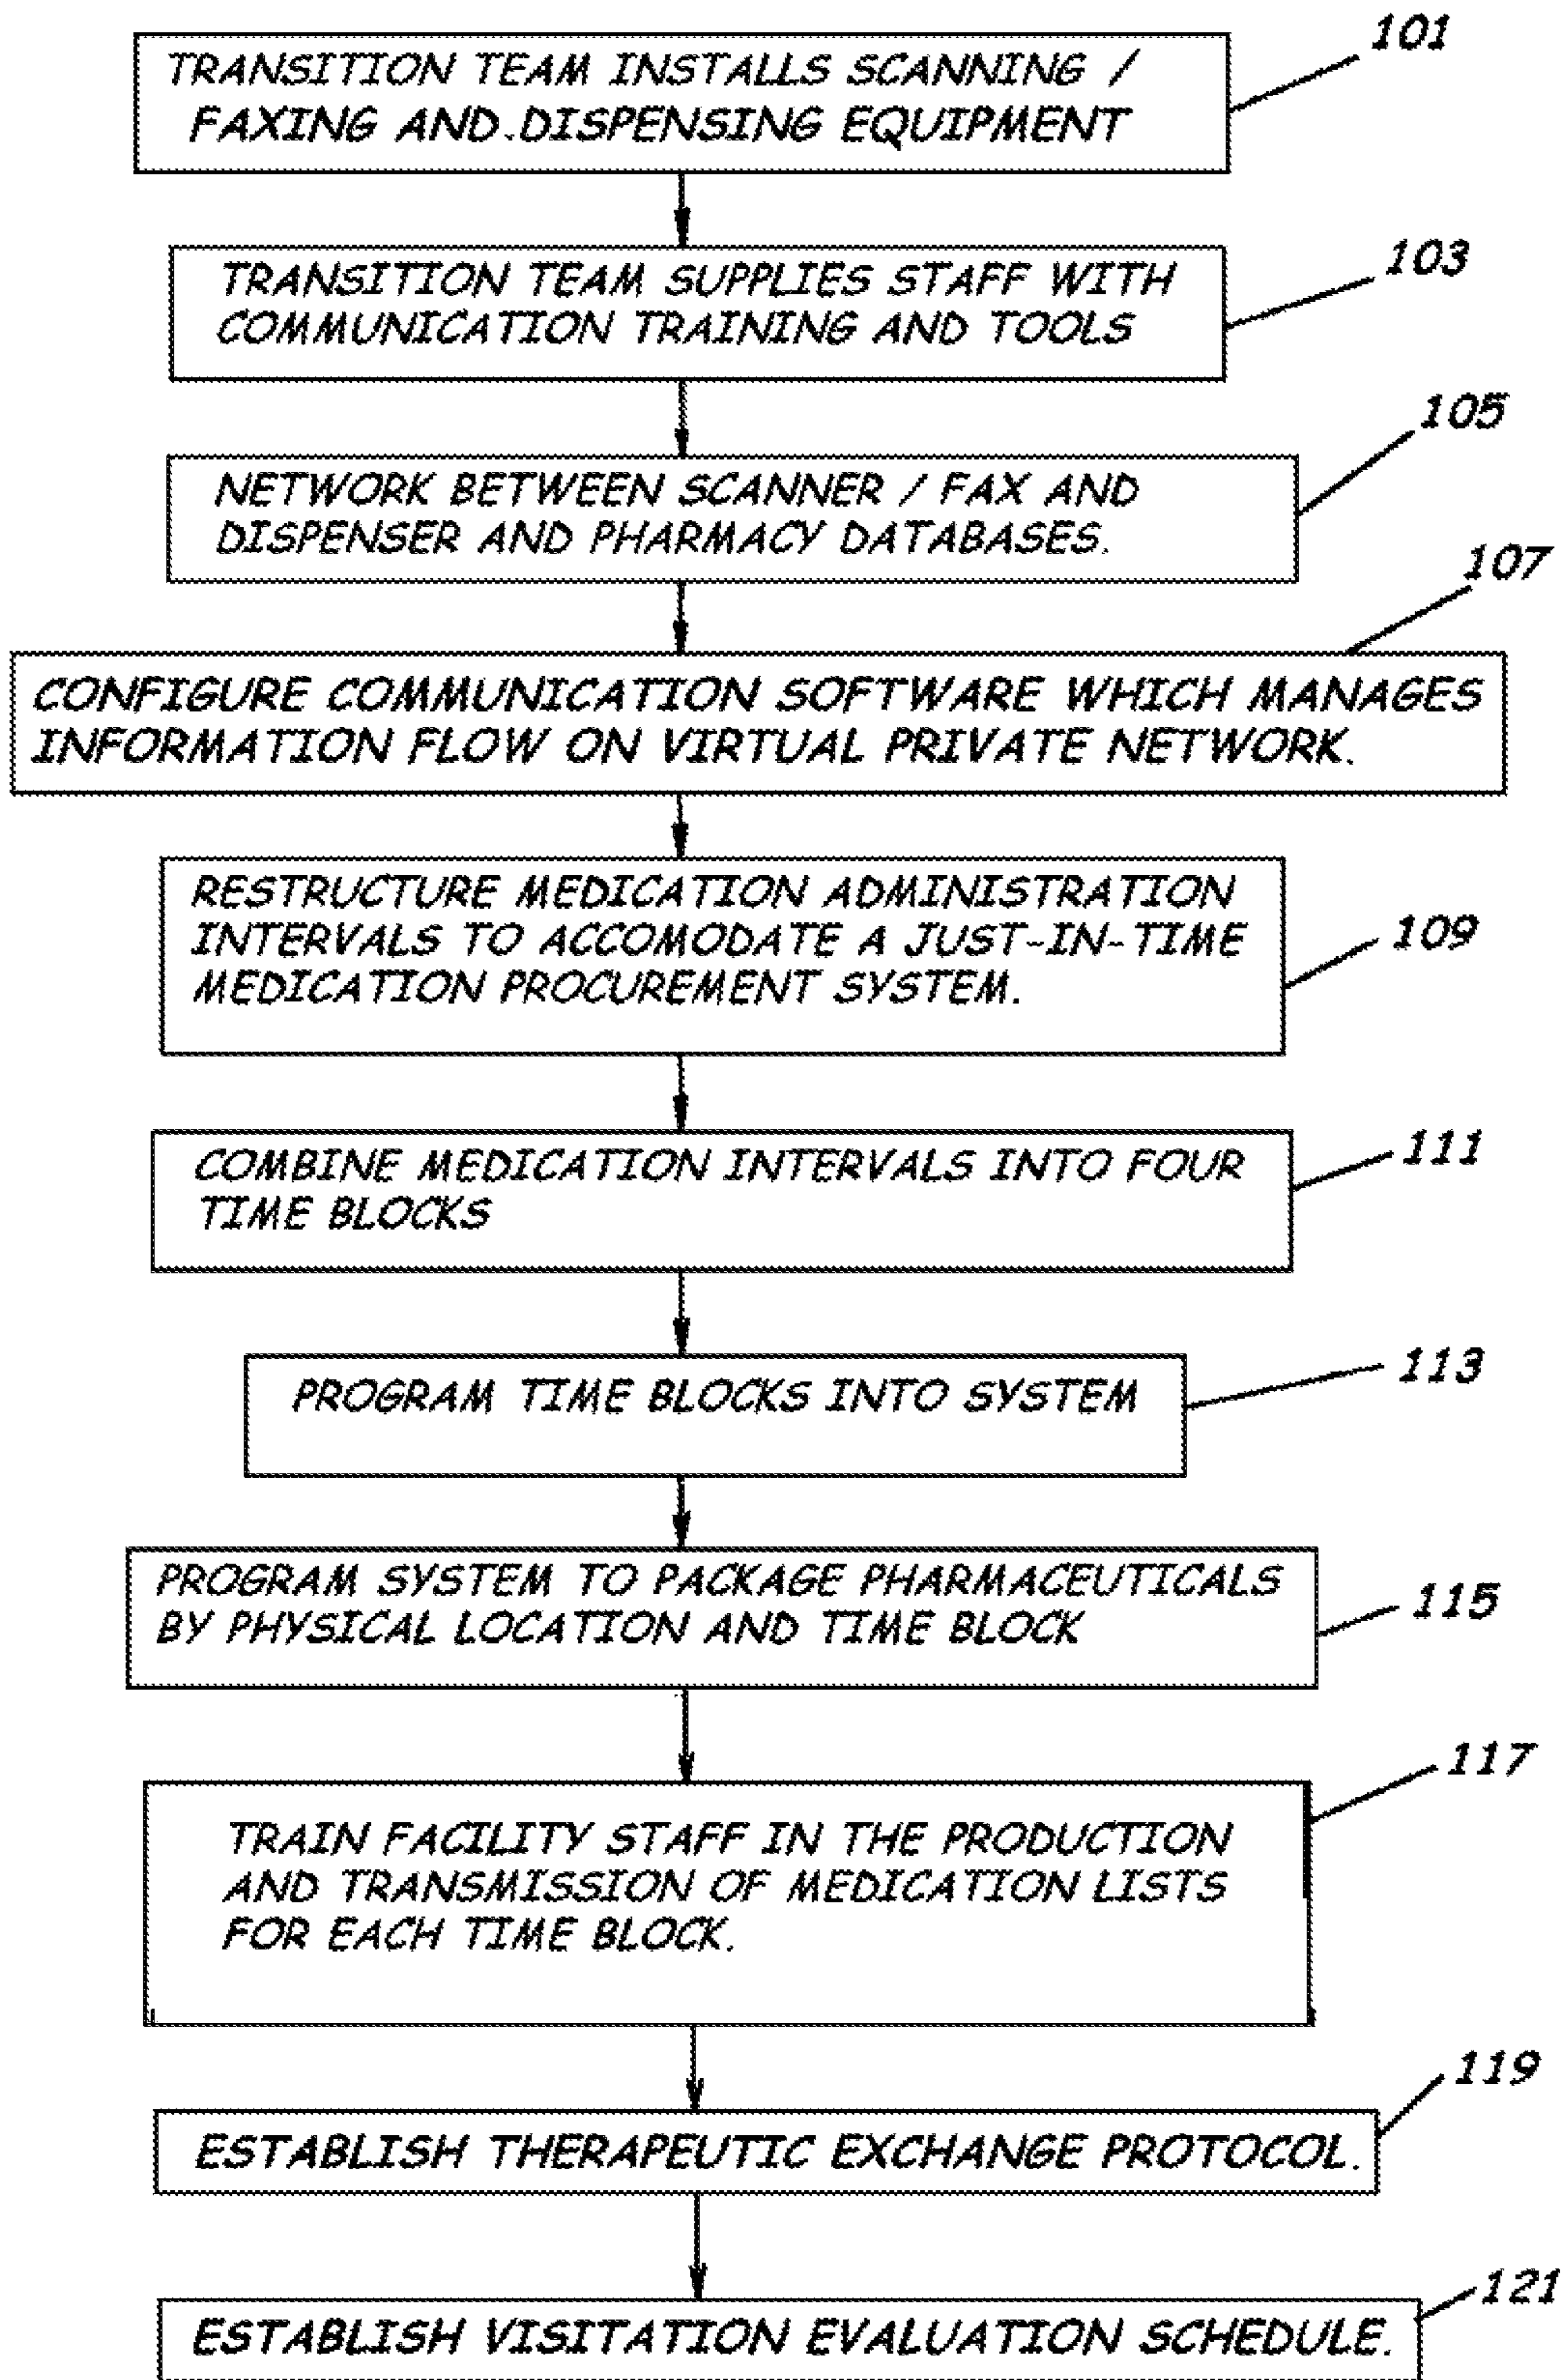 101
TRANSITION TEAM INSTALLS SCANNING /
FAXING AND DISPENSING EQUIPMENT
103
TRANSITION TEAM SUPPLIES STAFF WITH
COMMUNICATION TRAINING AND TOOLS
105
NETWORK BETWEEN SCANNER / FAX AND
DISPENSER AND PHARMACY DATABASES.
107
CONFIGURE COMMUNICATION SOFTWARE WHICH MANAGES
INFORMATION FLOW ON VIRTUAL PRIVATE NETWORK.
RESTRUCTURE MEDICATION ADMINISTRATION
INTERVALS TO ACCOMODATE A JUST-IN-TIME
MEDICATION PROCUREMENT SYSTEM.
109
COMBINE MEDICATION INTERVALS INTO FOUR
TIME BLOCKS
111
PROGRAM TIME BLOCKS INTO SYSTEM
113
PROGRAM SYSTEM TO PACKAGE PHARMACEUTICALS
BY PHYSICAL LOCATION AND TIME BLOCK
115
117
TRAIN FACILITY STAFF IN THE PRODUCTION
AND TRANSMISSION OF MEDICATION LISTS
FOR EACH TIME BLOCK.
119
ESTABLISH THERAPEUTIC EXCHANGE PROTOCOL.
121
ESTABLISH VISITATION EVALUATION SCHEDULE.